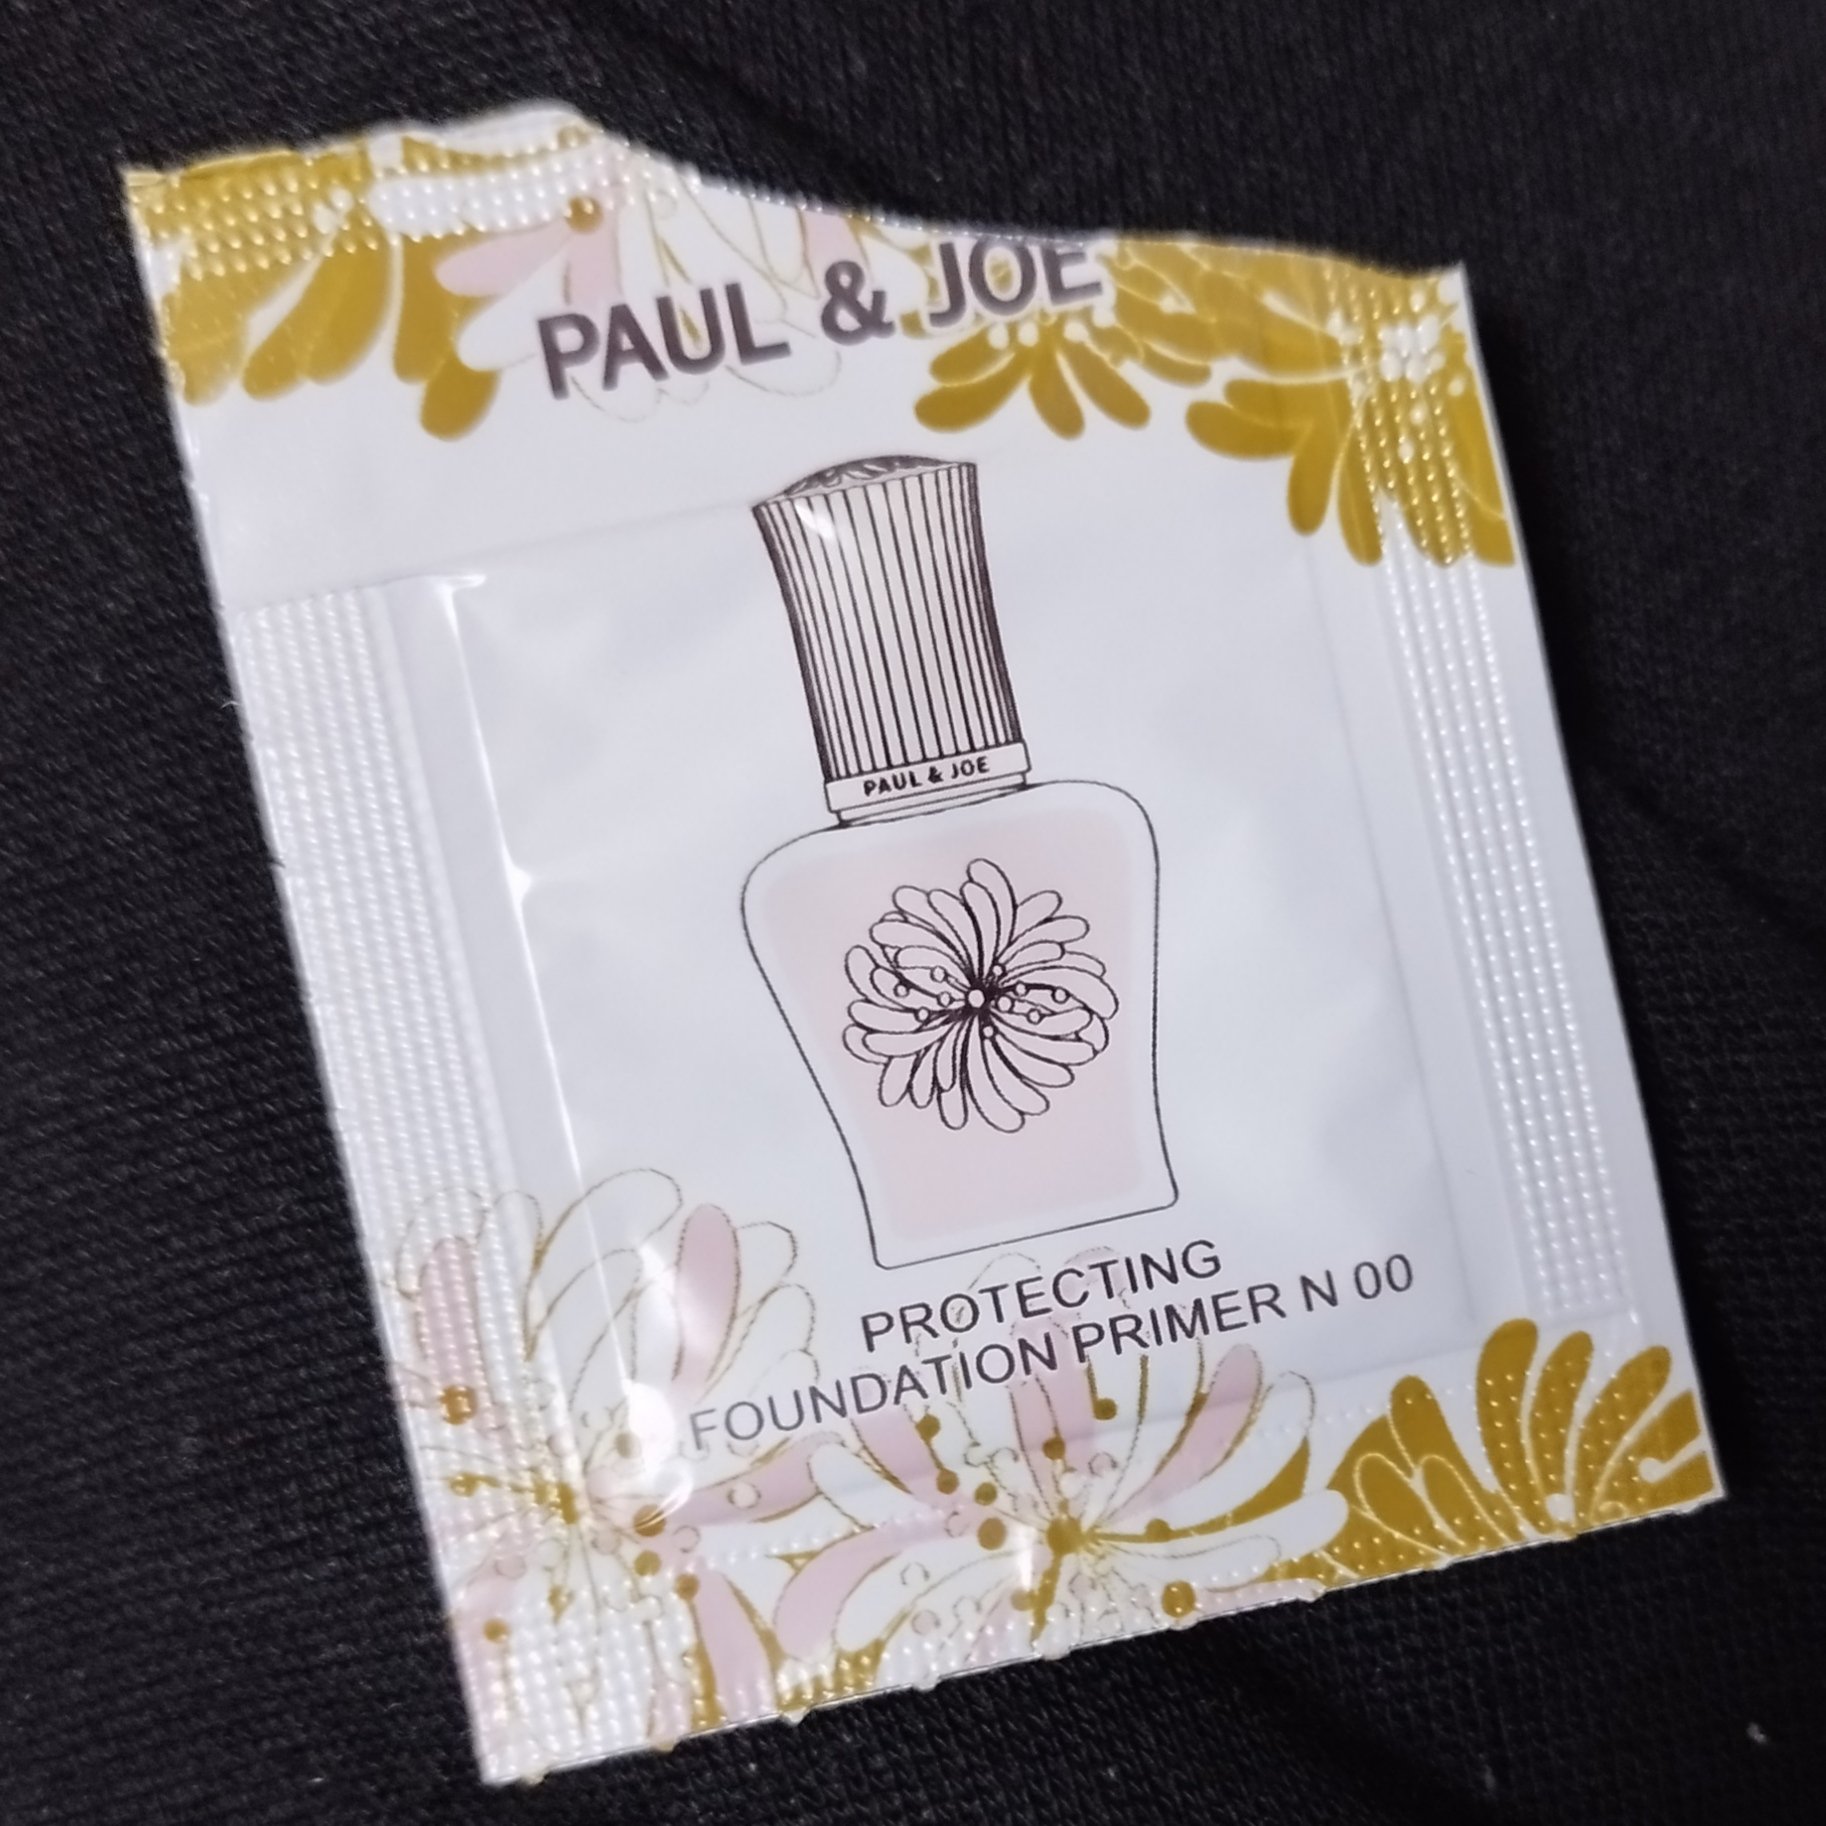 PAUL & JOE
PAUL & JOE
PROTECTING
FOUNDATION PRIMER N 00